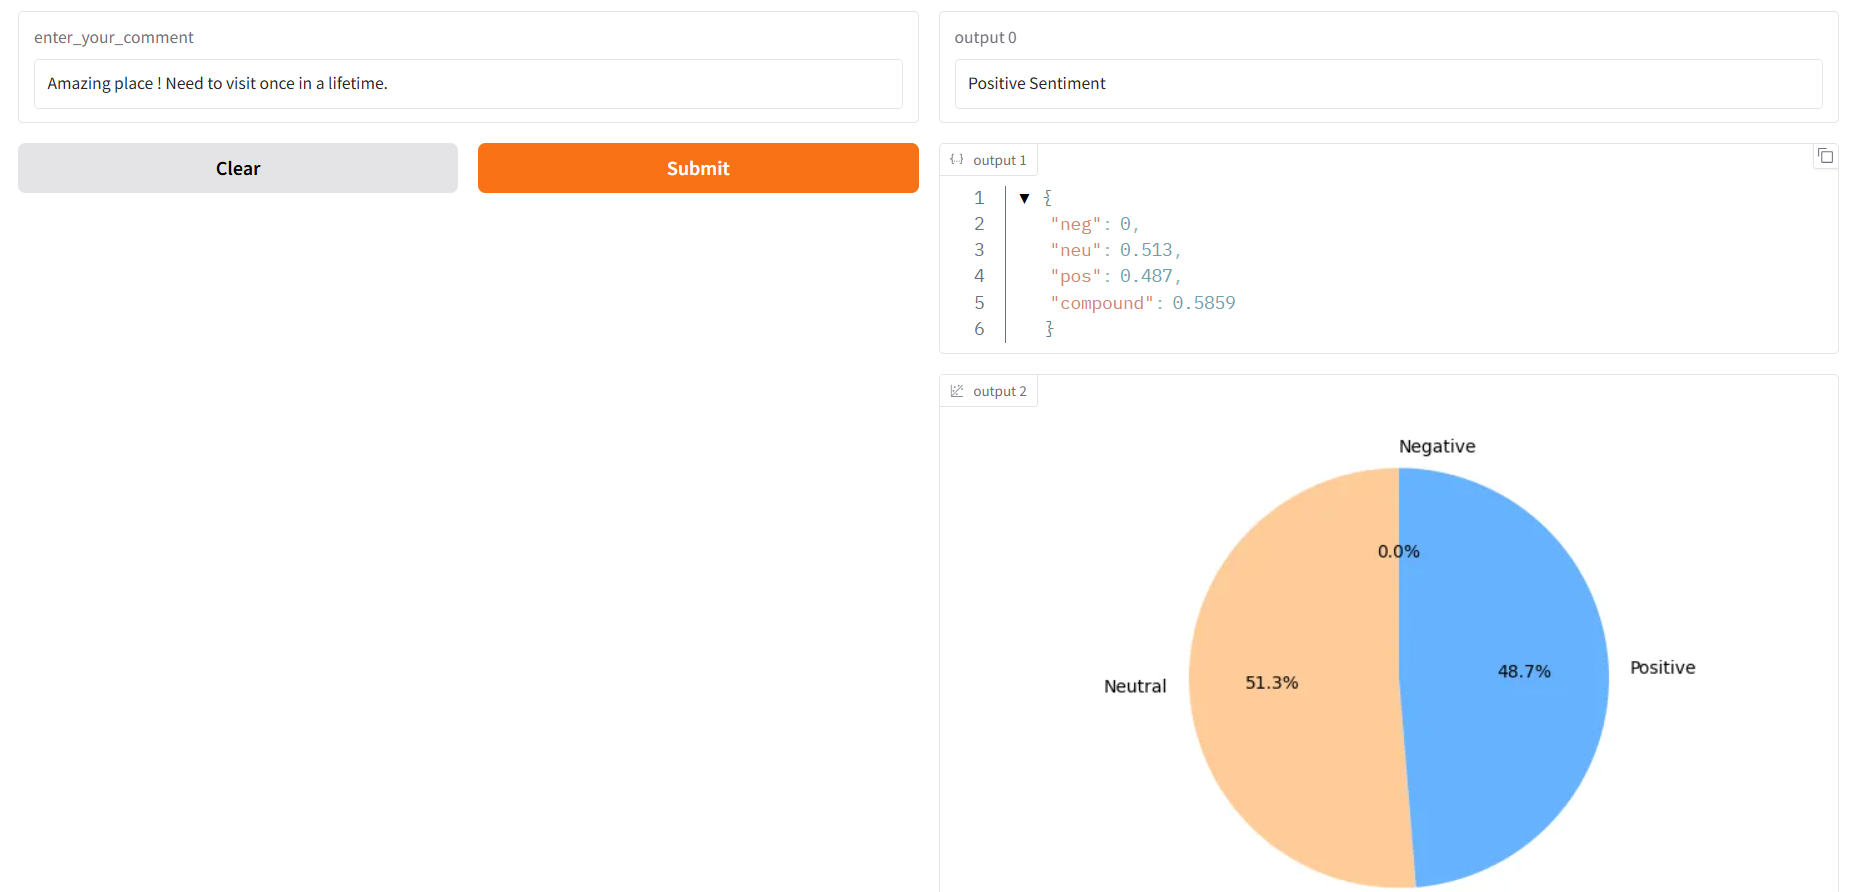 enter_your_comment
Amazing place ! Need to visit once in a lifetime.
Clear
Submit
output 0
Positive Sentiment
{..} output 1
1 ▼ {
2 "neg": 0,
3 "neu": 0.513,
4 "pos": 0.487,
5 "compound": 0.5859
6 }
output 2
Negative
0.0%
48.7%
Positive
Neutral
51.3%